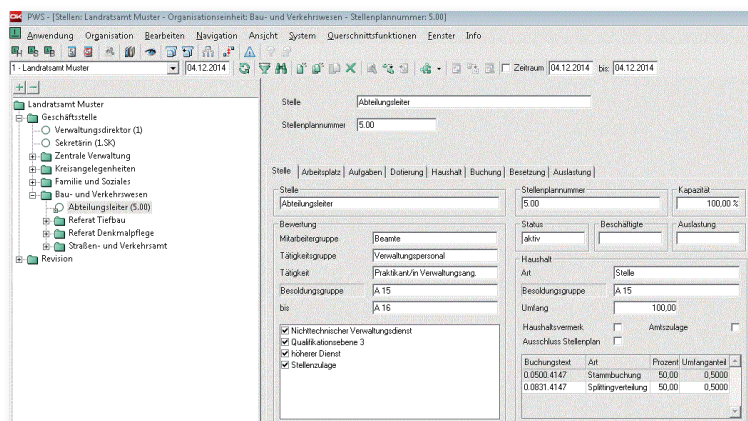 PWS - [Stellen: Landratsamt Muster - Organisationseinheit: Bau- und Verkehrswesen - Stellenplannummer: 5.00]
Anwendung Organisation Bearbeiten Navigation Ansicht System Querschnittsfunktionen Fenster Info
1 - Landratsamt Muster 04.12.2014 Zeitraum 04.12.2014 bis: 04.12.2014
Landratsamt Muster
Geschäftsstelle
Verwaltungsdirektor (1)
Sekretärin (1.SK)
Zentrale Verwaltung
Kreisangelegenheiten
Familie und Soziales
Bau- und Verkehrswesen
Abteilungsleiter (5.00)
Referat Tiefbau
Referat Denkmalpflege
Straßen- und Verkehrsamt
Revision
Stelle Abteilungsleiter
Stellenplannummer 5.00
Stelle Arbeitsplatz Aufgaben Dotierung Haushalt Buchung Besetzung Auslastung
Stelle
Abteilungsleiter
Bewertung
Mitarbeitergruppe Beamte
Tätigkeitsgruppe Verwaltungspersonal
Tätigkeit Praktikant/in Verwaltungsang.
Besoldungsgruppe A 15
bis A 16
Nichttechnischer Verwaltungsdienst
Qualifikationsebene 3
höherer Dienst
Stellenzulage
Stellenplannummer Kapazität
5.00 100,00 %
Status Beschäftigte Auslastung
aktiv
Haushalt
Art Stelle
Besoldungsgruppe A 15
Umfang 100,00
Haushaltsvermerk Amtszulage
Ausschluss Stellenplan
Buchungstext Art Prozent Umfanganteil
0.0500.4147 Stammbuchung 50,00 0,5000
0.0831.4147 Splittingverteilung 50,00 0,5000